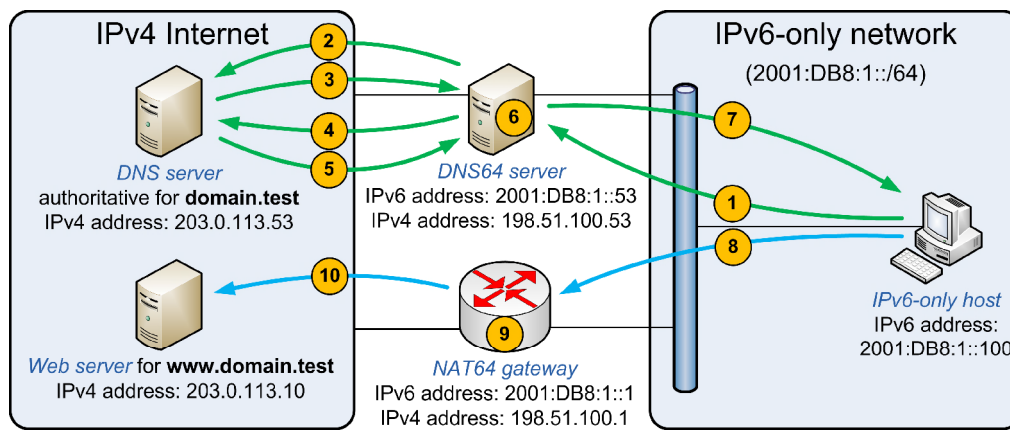 IPv4 Internet
2
3
4
5
DNS server
authoritative for domain.test
IPv4 address: 203.0.113.53
6
DNS64 server
IPv6 address: 2001:DB8:1::53
IPv4 address: 198.51.100.53
IPv6-only network
(2001:DB8:1::/64)
7
1
8
IPv6-only host
IPv6 address:
2001:DB8:1::100
10
Web server for www.domain.test
IPv4 address: 203.0.113.10
9
NAT64 gateway
IPv6 address: 2001:DB8:1::1
IPv4 address: 198.51.100.1